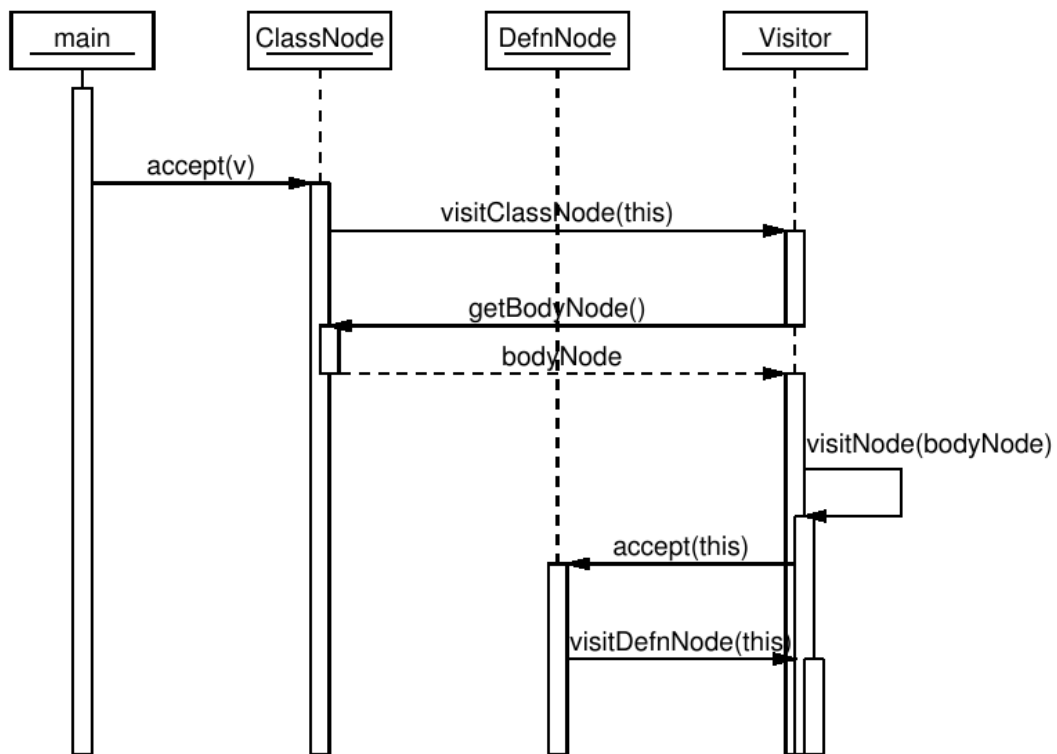 main
ClassNode
DefnNode
Visitor
accept(v)
visitClassNode(this)
getBodyNode()
bodyNode
visitNode(bodyNode)
accept(this)
visitDefnNode(this)